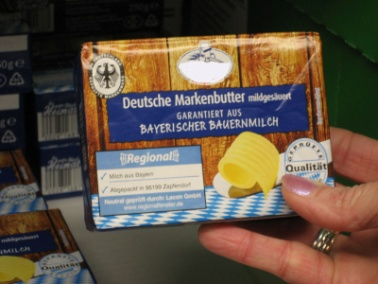 Deutsche Markenbutter mildgesäuert
GARANTIERT AUS
BAYERISCHER BAUERNMILCH
Regional
Milch aus Bayern
Abgepackt in 86199 Zapfendorf
Neutral geprüft durch: Lacon GmbH
www.regionalfenster.de
GEPRÜFTE
Qualität
mildgesäuert